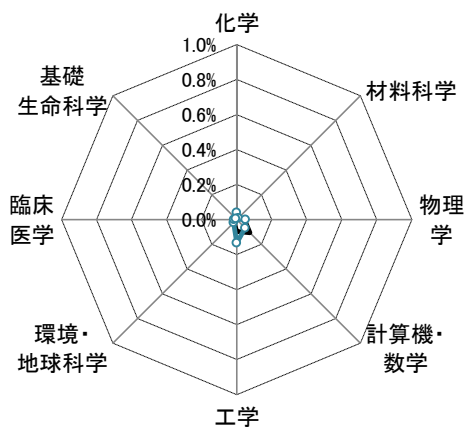 化学
1.0%
0.8%
0.6%
0.4%
0.2%
0.0%
材料科学
物理
学
計算機・
数学
工学
環境・
地球科学
臨床
医学
基礎
生命科学